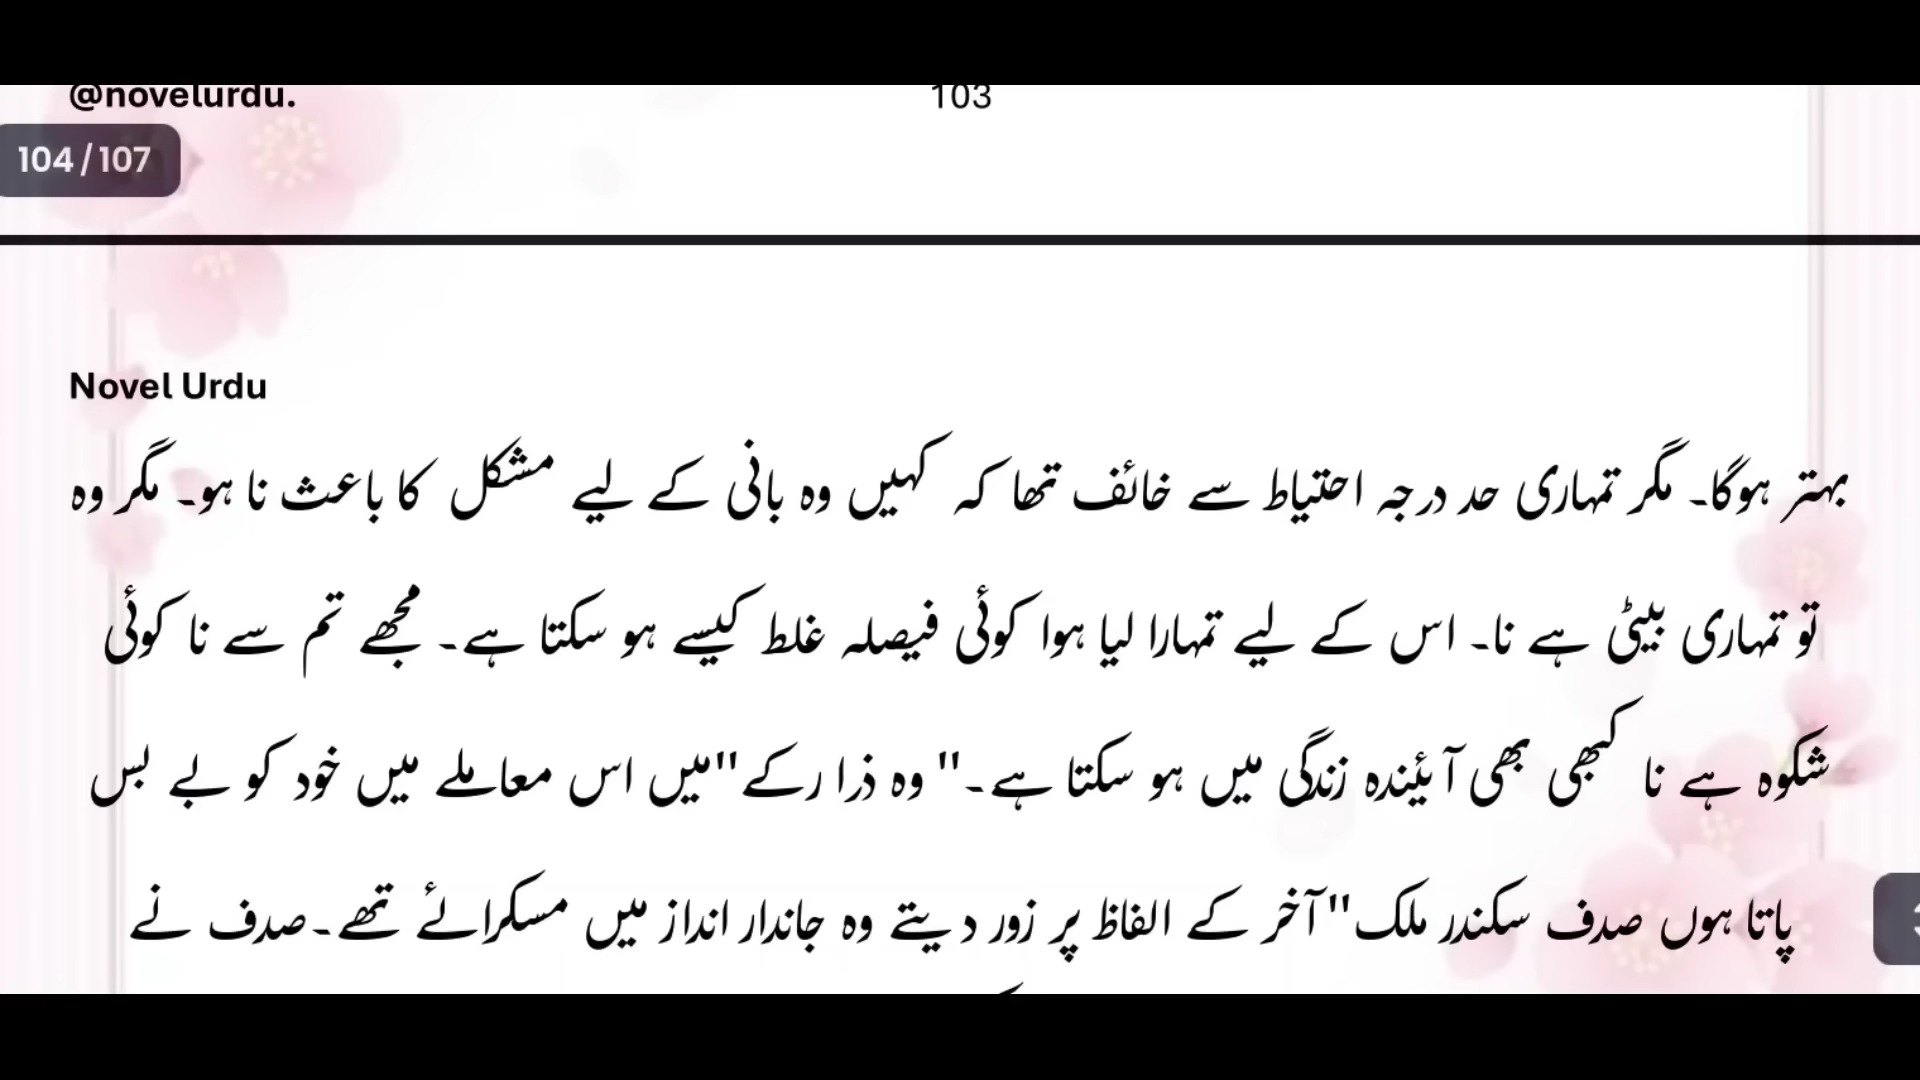 @novelurdu.
103
104/107
Novel Urdu
بہتر ہوگا۔ مگر تمہاری حد درجہ احتیاط سے خائف تھا کہ کہیں وہ بانی کے لیے مشکل کا باعث نا ہو۔ مگر وہ
تو تمہاری بیٹی ہے نا۔ اس کے لیے تمہارا لیا ہوا کوئی فیصلہ غلط کیسے ہو سکتا ہے۔ مجھے تم سے نا کوئی
شکوہ ہے نا کبھی بھی آیئندہ زندگی میں ہو سکتا ہے۔" وہ ذرا رکے"میں اس معاملے میں خود کو بے بس
پاتا ہوں صدف سکندر ملک"آخر کے الفاظ پر زور دیتے وہ جاندار انداز میں مسکرائے تھے۔صدف نے